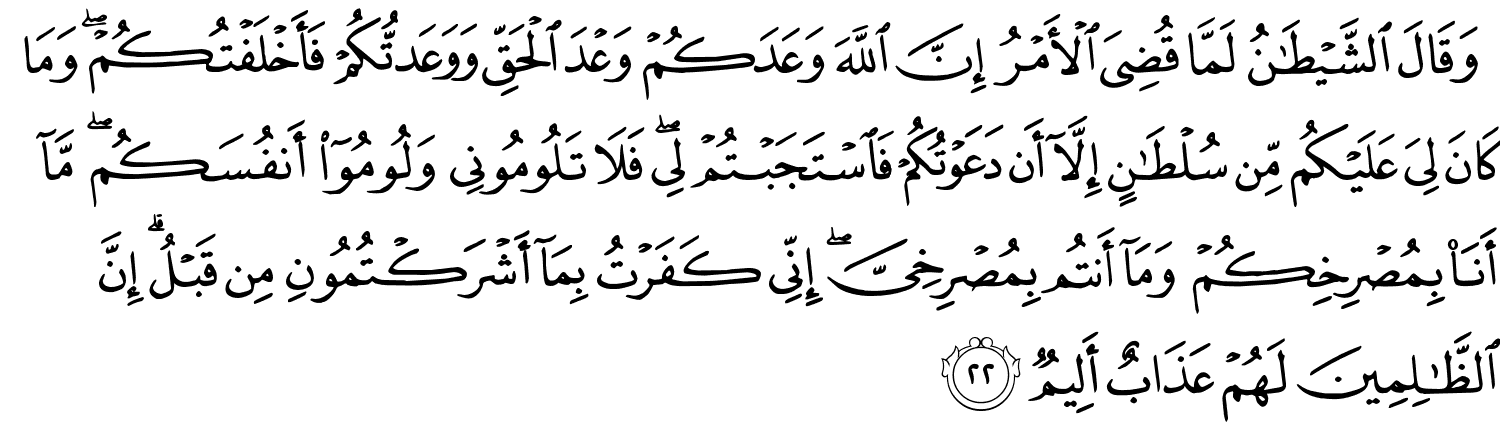 وَقَالَ ٱلشَّيْطَٰنُ لَمَّا قُضِىَ ٱلْأَمْرُ إِنَّ ٱللَّهَ وَعَدَكُمْ وَعْدَ ٱلْحَقِّ وَوَعَدتُّكُمْ فَأَخْلَفْتُكُمْ ۖ وَمَا
كَانَ لِىَ عَلَيْكُم مِّن سُلْطَٰنٍ إِلَّآ أَن دَعَوْتُكُمْ فَٱسْتَجَبْتُمْ لِى ۖ فَلَا تَلُومُونِى وَلُومُوٓا۟ أَنفُسَكُم ۖ مَّآ
أَنَا۠ بِمُصْرِخِكُمْ وَمَآ أَنتُم بِمُصْرِخِىَّ ۖ إِنِّى كَفَرْتُ بِمَآ أَشْرَكْتُمُونِ مِن قَبْلُ ۗ إِنَّ
ٱلظَّٰلِمِينَ لَهُمْ عَذَابٌ أَلِيمٌ ٢٢